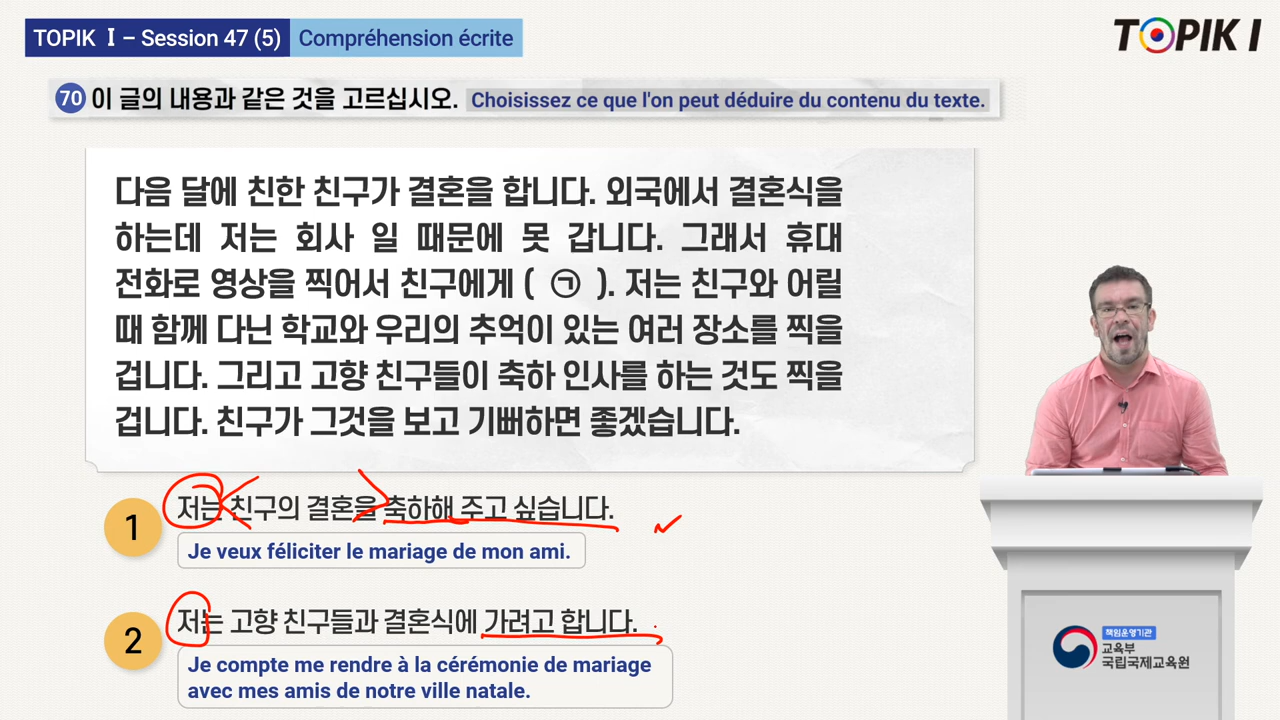 TOPIK Ⅰ – Session 47 (5) Compréhension écrite
TOPIK I
70 이 글의 내용과 같은 것을 고르십시오. Choisissez ce que l'on peut déduire du contenu du texte.
다음 달에 친한 친구가 결혼을 합니다. 외국에서 결혼식을
하는데 저는 회사 일 때문에 못 갑니다. 그래서 휴대
전화로 영상을 찍어서 친구에게 ( ㉠ ). 저는 친구와 어릴
때 함께 다닌 학교와 우리의 추억이 있는 여러 장소를 찍을
겁니다. 그리고 고향 친구들이 축하 인사를 하는 것도 찍을
겁니다. 친구가 그것을 보고 기뻐하면 좋겠습니다.
1 저는 친구의 결혼을 축하해 주고 싶습니다.
Je veux féliciter le mariage de mon ami.
2 저는 고향 친구들과 결혼식에 가려고 합니다.
Je compte me rendre à la cérémonie de mariage
avec mes amis de notre ville natale.
책임운영기관
교육부
국립국제교육원